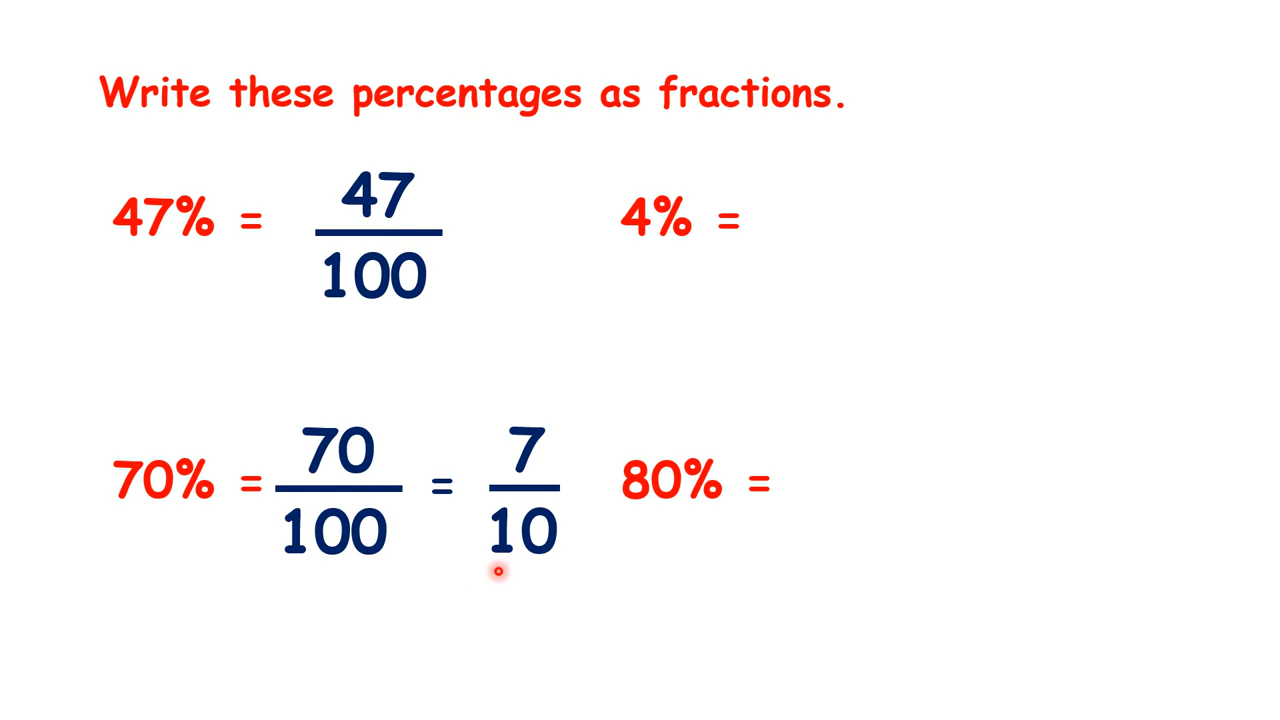 Write these percentages as fractions.
47% = 47/100
4% =
70% = 70/100 = 7/10
80% =